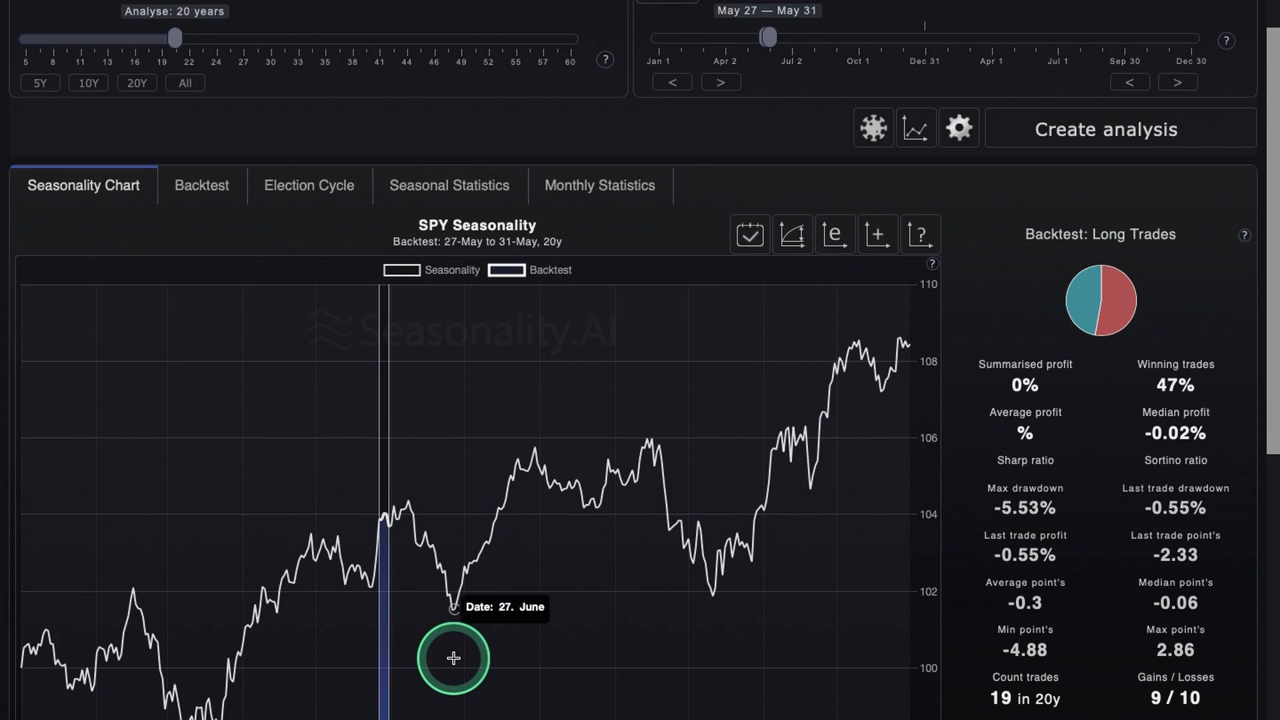 Analyse: 20 years
5 8 11 13 16 19 22 24 27 30 33 35 38 41 43 46 49 52 54 57 60
?
5Y 10Y 20Y All
May 27 — May 31
Jan 1 Apr 2 Jul 2 Oct 1 Dec 31 Apr 1 Jul 1 Sep 30 Dec 30
?
< > < >
Create analysis
Seasonality Chart Backtest Election Cycle Seasonal Statistics Monthly Statistics
SPY Seasonality
Backtest: 27-May to 31-May, 20y
e + ?
Seasonality Backtest
?
Seasonality.AI
110
108
106
104
102
100
Date: 27. June
Backtest: Long Trades
?
Summarised profit Winning trades
0% 47%
Average profit Median profit
% -0.02%
Sharp ratio Sortino ratio
Max drawdown Last trade drawdown
-5.53% -0.55%
Last trade profit Last trade point's
-0.55% -2.33
Average point's Median point's
-0.3 -0.06
Min point's Max point's
-4.88 2.86
Count trades Gains / Losses
19 in 20y 9 / 10